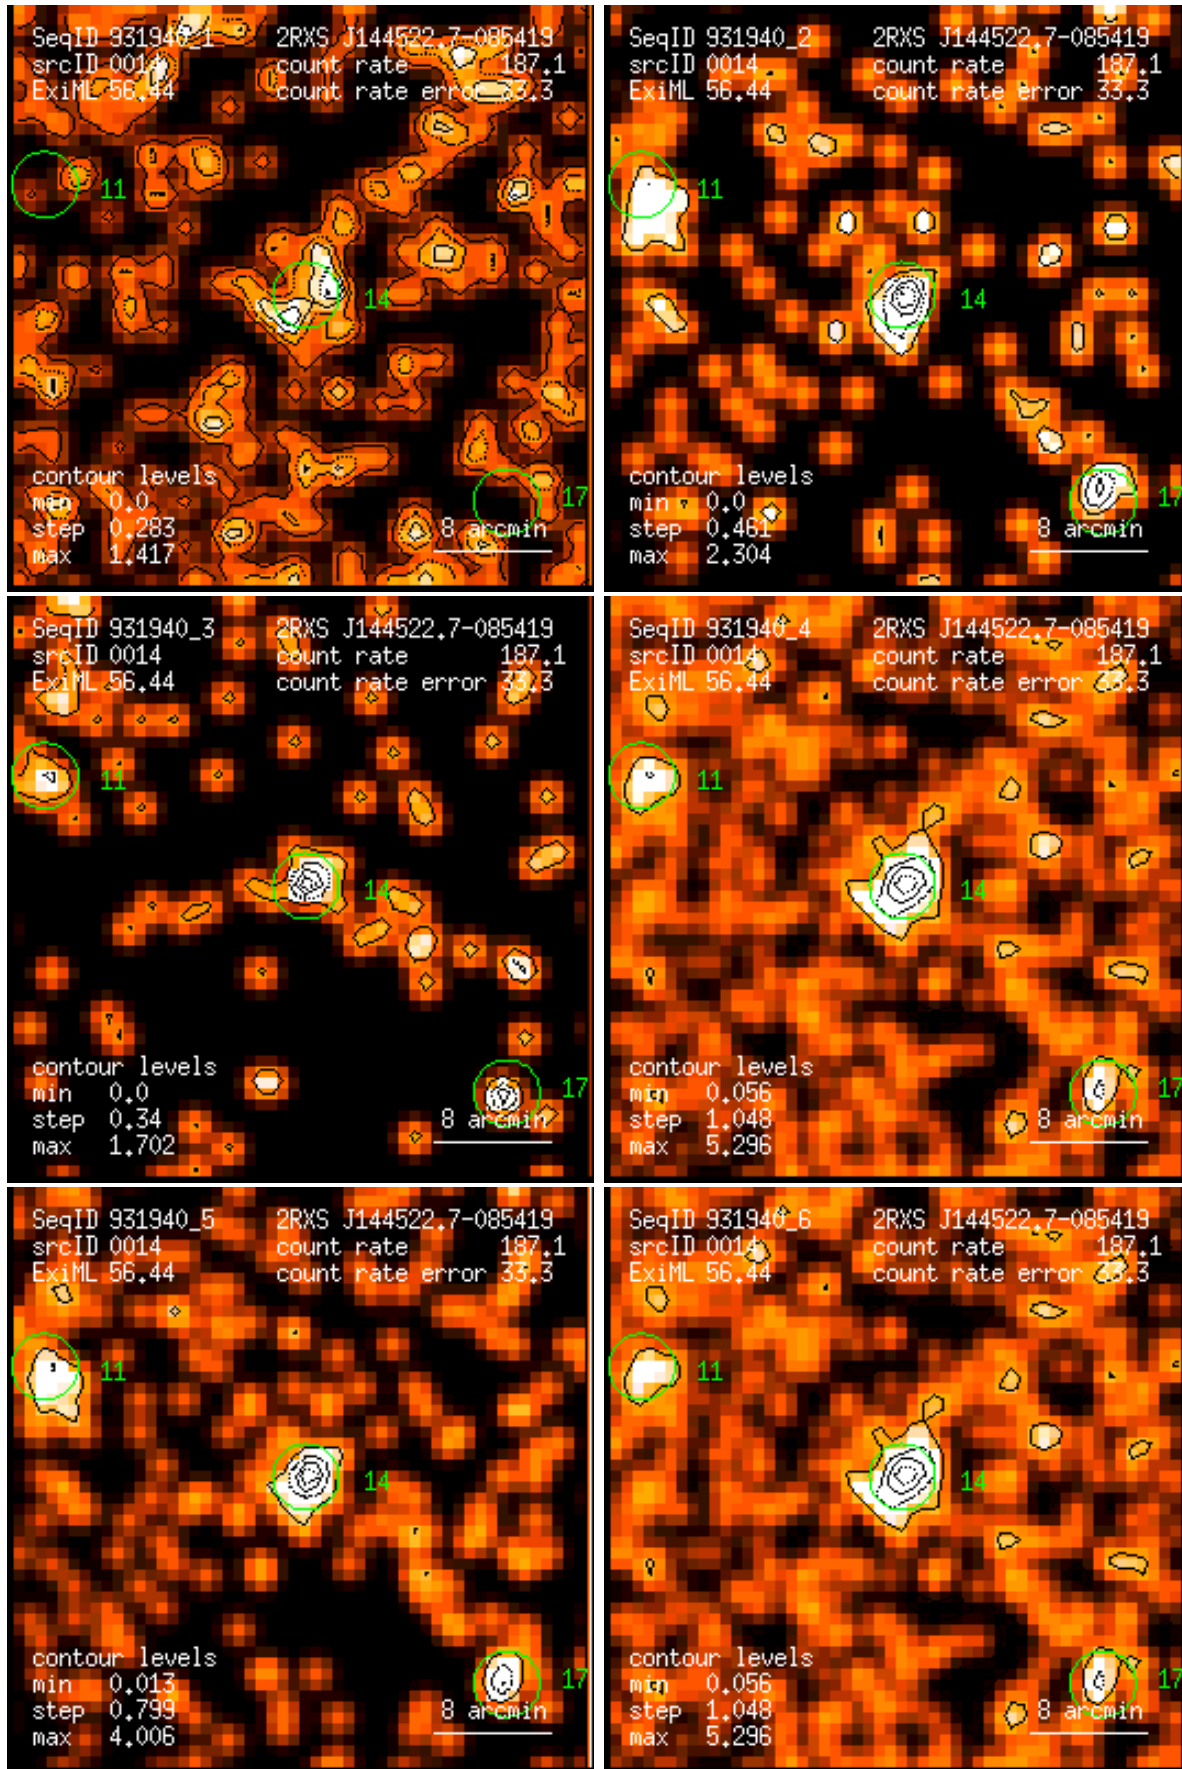 SeqID 931940_1 2RXS J144522.7-085419
srcID 0014 count rate 187.1
ExiML 56.44 count rate error 33.3
11
14
contour levels
min 0.0 17
step 0.283 8 arcmin
max 1.417
SeqID 931940_2 2RXS J144522.7-085419
srcID 0014 count rate 187.1
ExiML 56.44 count rate error 33.3
11
14
contour levels
min 0.0 17
step 0.461 8 arcmin
max 2.304
SeqID 931940_3 2RXS J144522.7-085419
srcID 0014 count rate 187.1
ExiML 56.44 count rate error 33.3
11
14
contour levels
min 0.0 17
step 0.34 8 arcmin
max 1.702
SeqID 931940_4 2RXS J144522.7-085419
srcID 0014 count rate 187.1
ExiML 56.44 count rate error 33.3
11
14
contour levels
min 0.056 17
step 1.048 8 arcmin
max 5.296
SeqID 931940_5 2RXS J144522.7-085419
srcID 0014 count rate 187.1
ExiML 56.44 count rate error 33.3
11
14
contour levels
min 0.013 17
step 0.799 8 arcmin
max 4.006
SeqID 931940_6 2RXS J144522.7-085419
srcID 0014 count rate 187.1
ExiML 56.44 count rate error 33.3
11
14
contour levels
min 0.056 17
step 1.048 8 arcmin
max 5.296